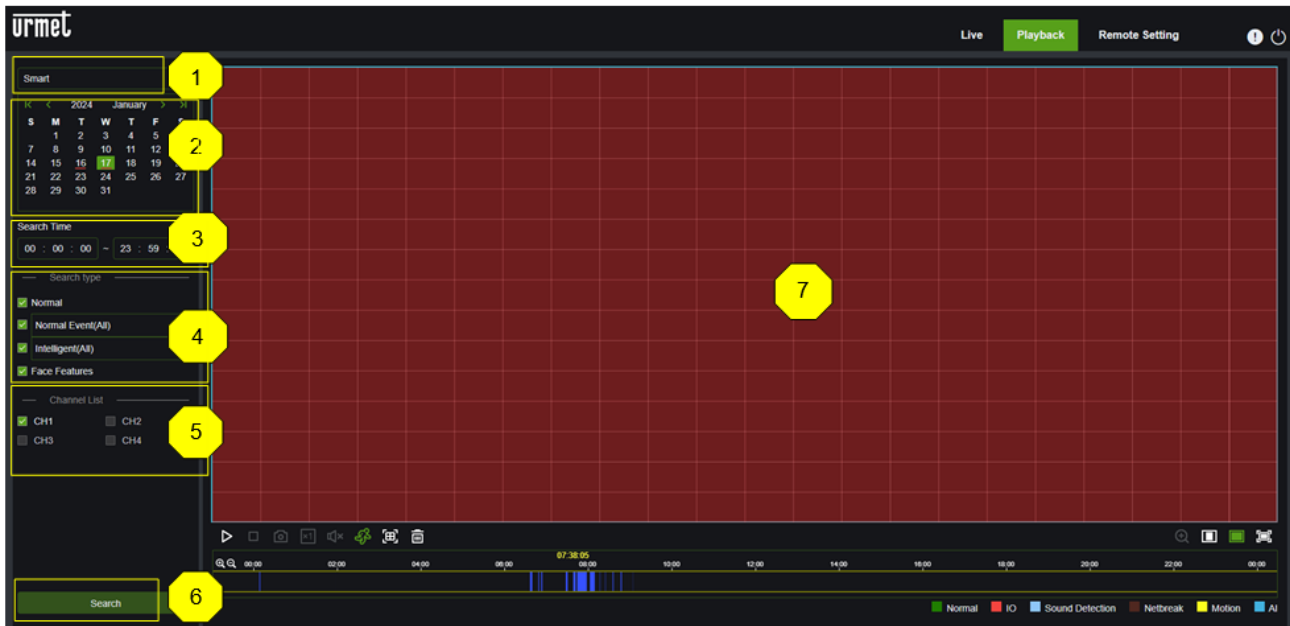 urmet
Live Playback Remote Setting
Smart
1
2024 January
S M T W T F S
1 2 3 4 5
7 8 9 10 11 12
14 15 16 17 18 19
21 22 23 24 25 26 27
28 29 30 31
2
Search Time
00 : 00 : 00 ~ 23 : 59 :
3
Search type
Normal
Normal Event(All)
Intelligent(All)
Face Features
4
Channel List
CH1 CH2
CH3 CH4
5
Search
6
7
×1
07:38:05
00:00 02:00 04:00 06:00 08:00 10:00 12:00 14:00 16:00 18:00 20:00 22:00 00:00
Normal IO Sound Detection Netbreak Motion AI